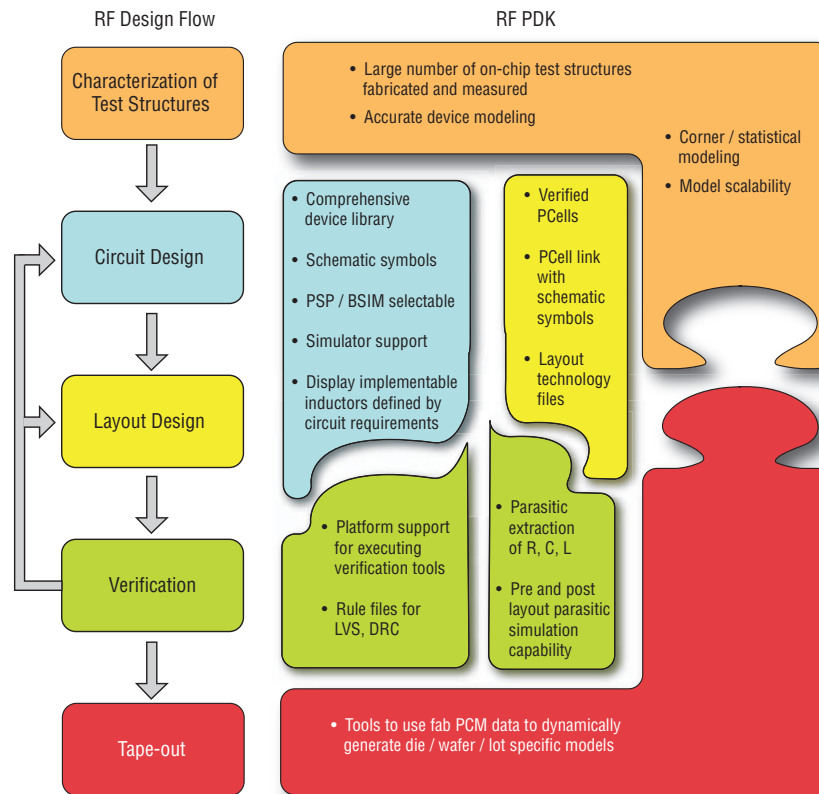 RF Design Flow
RF PDK
Characterization of
Test Structures
Circuit Design
Layout Design
Verification
Tape-out
• Large number of on-chip test structures
fabricated and measured
• Accurate device modeling
• Corner / statistical
modeling
• Model scalability
• Comprehensive
device library
• Schematic symbols
• PSP / BSIM selectable
• Simulator support
• Display implementable
inductors defined by
circuit requirements
• Verified
PCells
• PCell link
with
schematic
symbols
• Layout
technology
files
• Platform support
for executing
verification tools
• Rule files for
LVS, DRC
• Parasitic
extraction
of R, C, L
• Pre and post
layout parasitic
simulation
capability
• Tools to use fab PCM data to dynamically
generate die / wafer / lot specific models